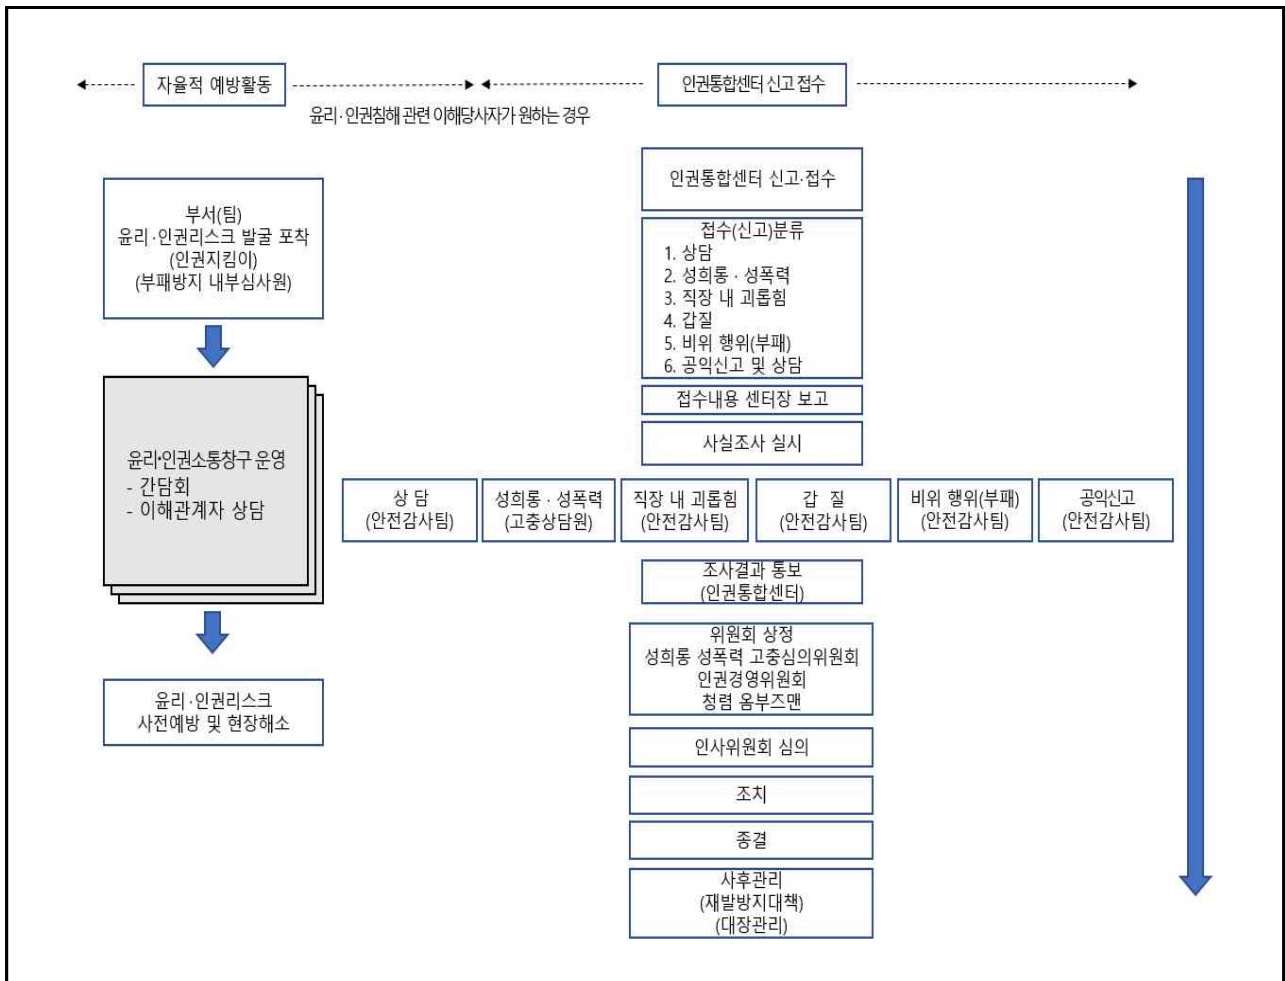 자율적 예방활동
인권통합센터 신고 접수
윤리·인권침해 관련 이해당사자가 원하는 경우
부서(팀)
윤리·인권리스크 발굴 포착
(인권지킴이)
(부패방지 내부심사원)
윤리·인권소통창구 운영
- 간담회
- 이해관계자 상담
윤리·인권리스크
사전예방 및 현장해소
인권통합센터 신고·접수
접수(신고)분류
1. 상담
2. 성희롱·성폭력
3. 직장 내 괴롭힘
4. 갑질
5. 비위 행위(부패)
6. 공익신고 및 상담
접수내용 센터장 보고
사실조사 실시
상 담
(안전감사팀)
성희롱·성폭력
(고충상담원)
직장 내 괴롭힘
(안전감사팀)
갑 질
(안전감사팀)
비위 행위(부패)
(안전감사팀)
공익신고
(안전감사팀)
조사결과 통보
(인권통합센터)
위원회 상정
성희롱 성폭력 고충심의위원회
인권경영위원회
청렴 옴부즈맨
인사위원회 심의
조치
종결
사후관리
(재발방지대책)
(대장관리)